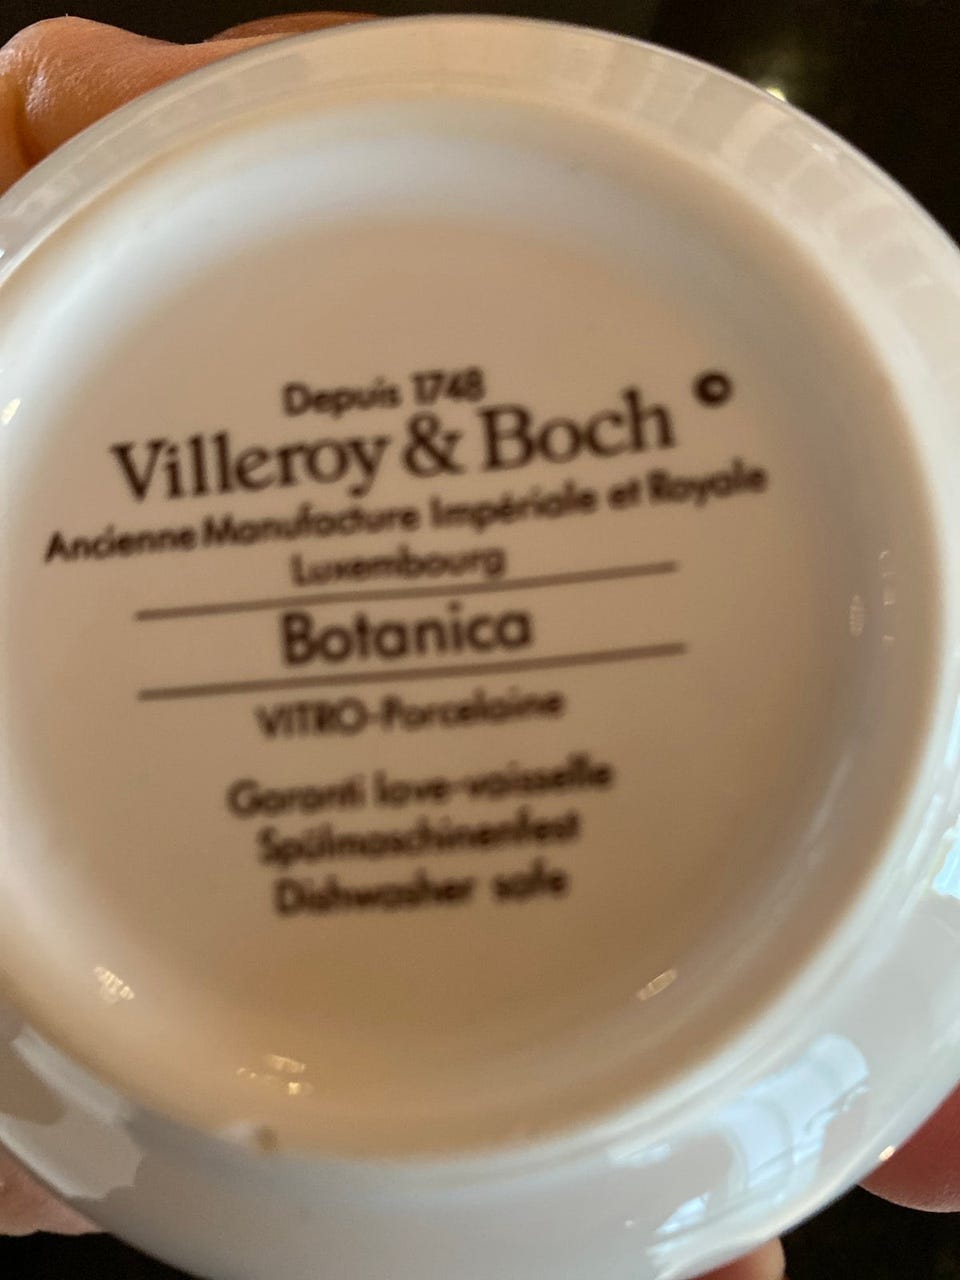 Depuis 1748
Villeroy & Boch ©
Ancienne Manufacture Impériale et Royale
Luxembourg
Botanica
VITRO-Porcelaine
Garanti lave-vaisselle
Spülmaschinenfest
Dishwasher safe